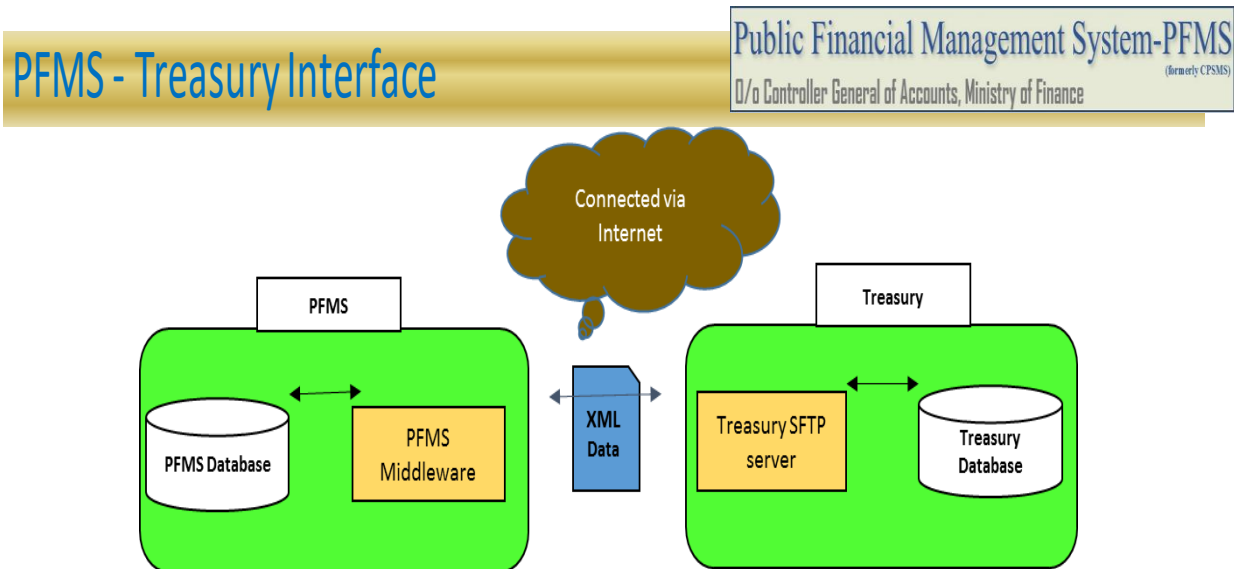 PFMS - Treasury Interface
Public Financial Management System-PFMS
(formerly CPSMS)
O/o Controller General of Accounts, Ministry of Finance
Connected via
Internet
PFMS
Treasury
PFMS Database
PFMS
Middleware
XML
Data
Treasury SFTP
server
Treasury
Database